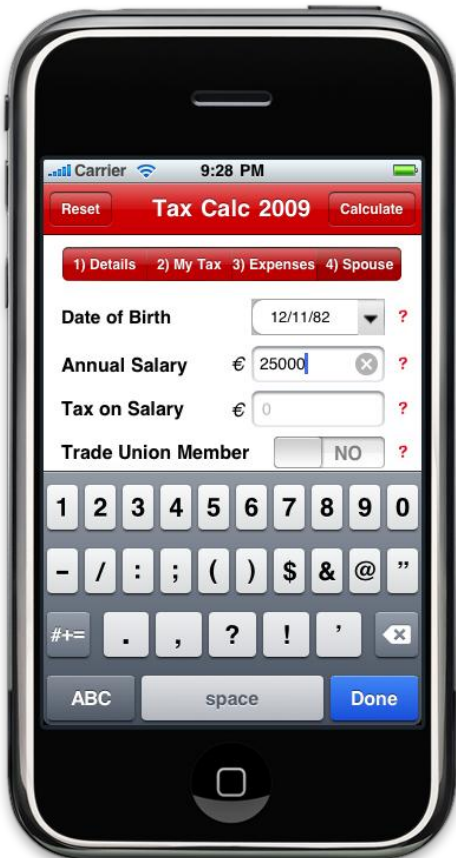 Carrier 9:28 PM
Reset Tax Calc 2009 Calculate
1) Details 2) My Tax 3) Expenses 4) Spouse
Date of Birth 12/11/82 ?
Annual Salary € 25000 ?
Tax on Salary € 0 ?
Trade Union Member NO ?
1 2 3 4 5 6 7 8 9 0
- / : ; ( ) $ & @ ”
#+= . , ? ! ’
ABC space Done